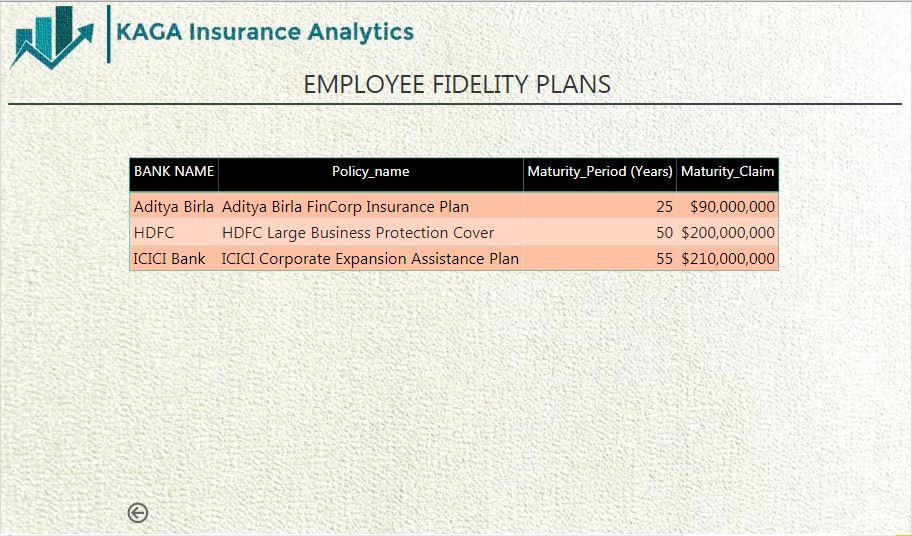 KAGA Insurance Analytics
EMPLOYEE FIDELITY PLANS
BANK NAME Policy_name Maturity_Period (Years) Maturity_Claim
Aditya Birla Aditya Birla FinCorp Insurance Plan 25 $90,000,000
HDFC HDFC Large Business Protection Cover 50 $200,000,000
ICICI Bank ICICI Corporate Expansion Assistance Plan 55 $210,000,000